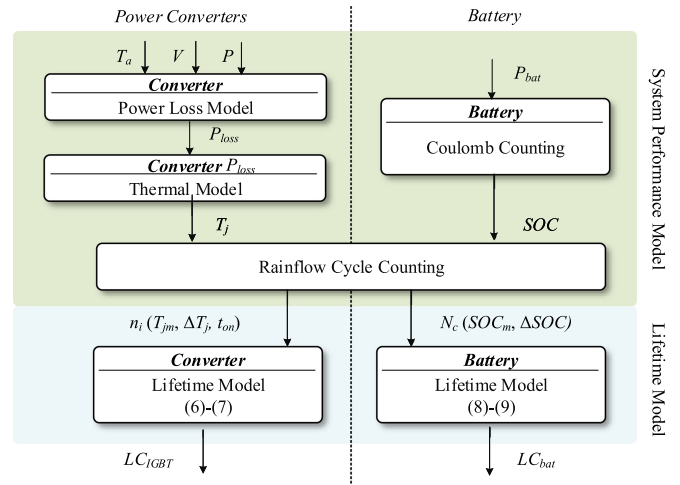 Power Converters
Battery
T_a V P
Converter
Power Loss Model
P_loss
Converter P_loss
Thermal Model
T_j
P_bat
Battery
Coulomb Counting
SOC
Rainflow Cycle Counting
System Performance Model
n_i (T_jm, ΔT_j, t_on)
N_c (SOC_m, ΔSOC)
Converter
Lifetime Model
(6)-(7)
Battery
Lifetime Model
(8)-(9)
Lifetime Model
LC_IGBT
LC_bat